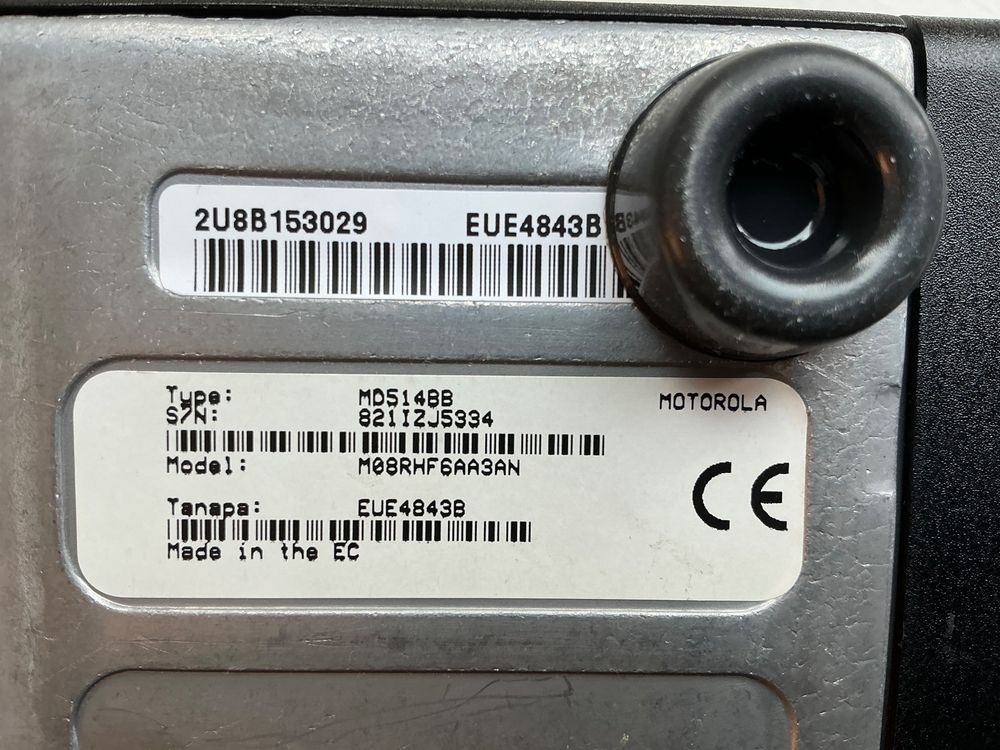 2U8B153029 EUE4843B
Type: MD514BB MOTOROLA
S/N: 821IZJ5334
Model: M08RHF6AA3AN
CE
Tanapa: EUE4843B
Made in the EC